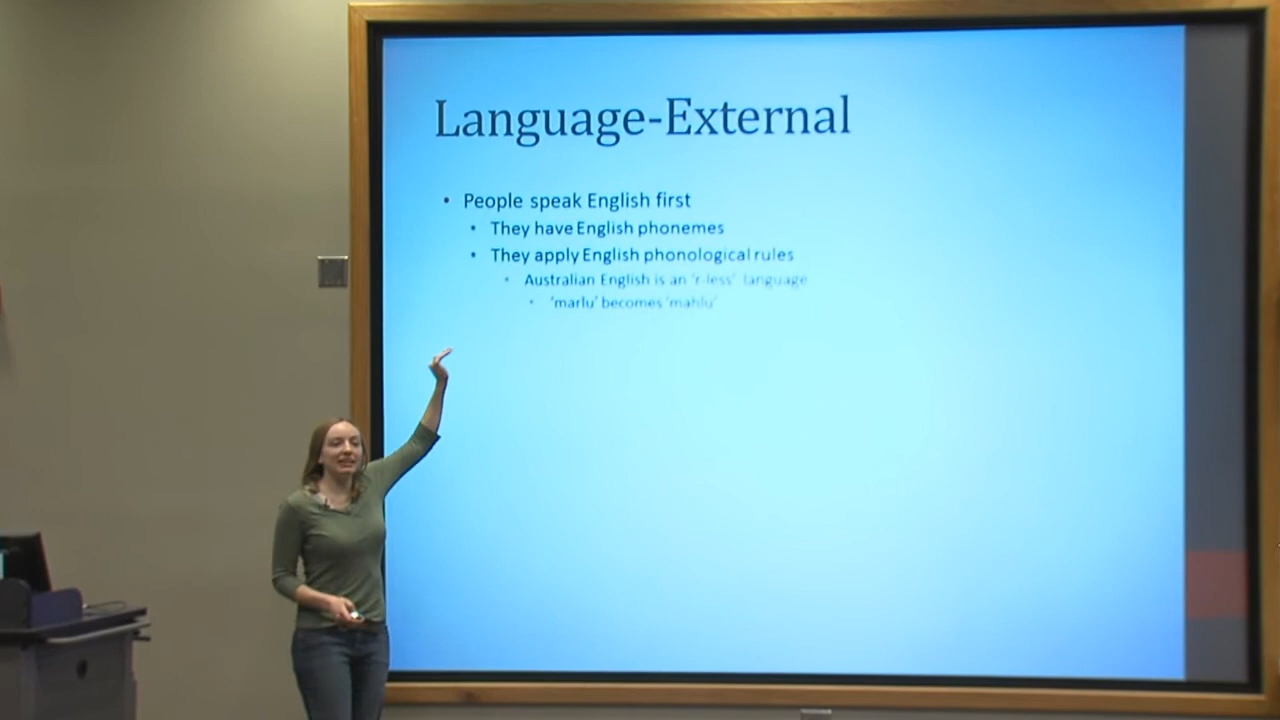 Language-External
• People speak English first
• They have English phonemes
• They apply English phonological rules
• Australian English is an ‘r-less’ language
• ‘marlu’ becomes ‘mahlu’